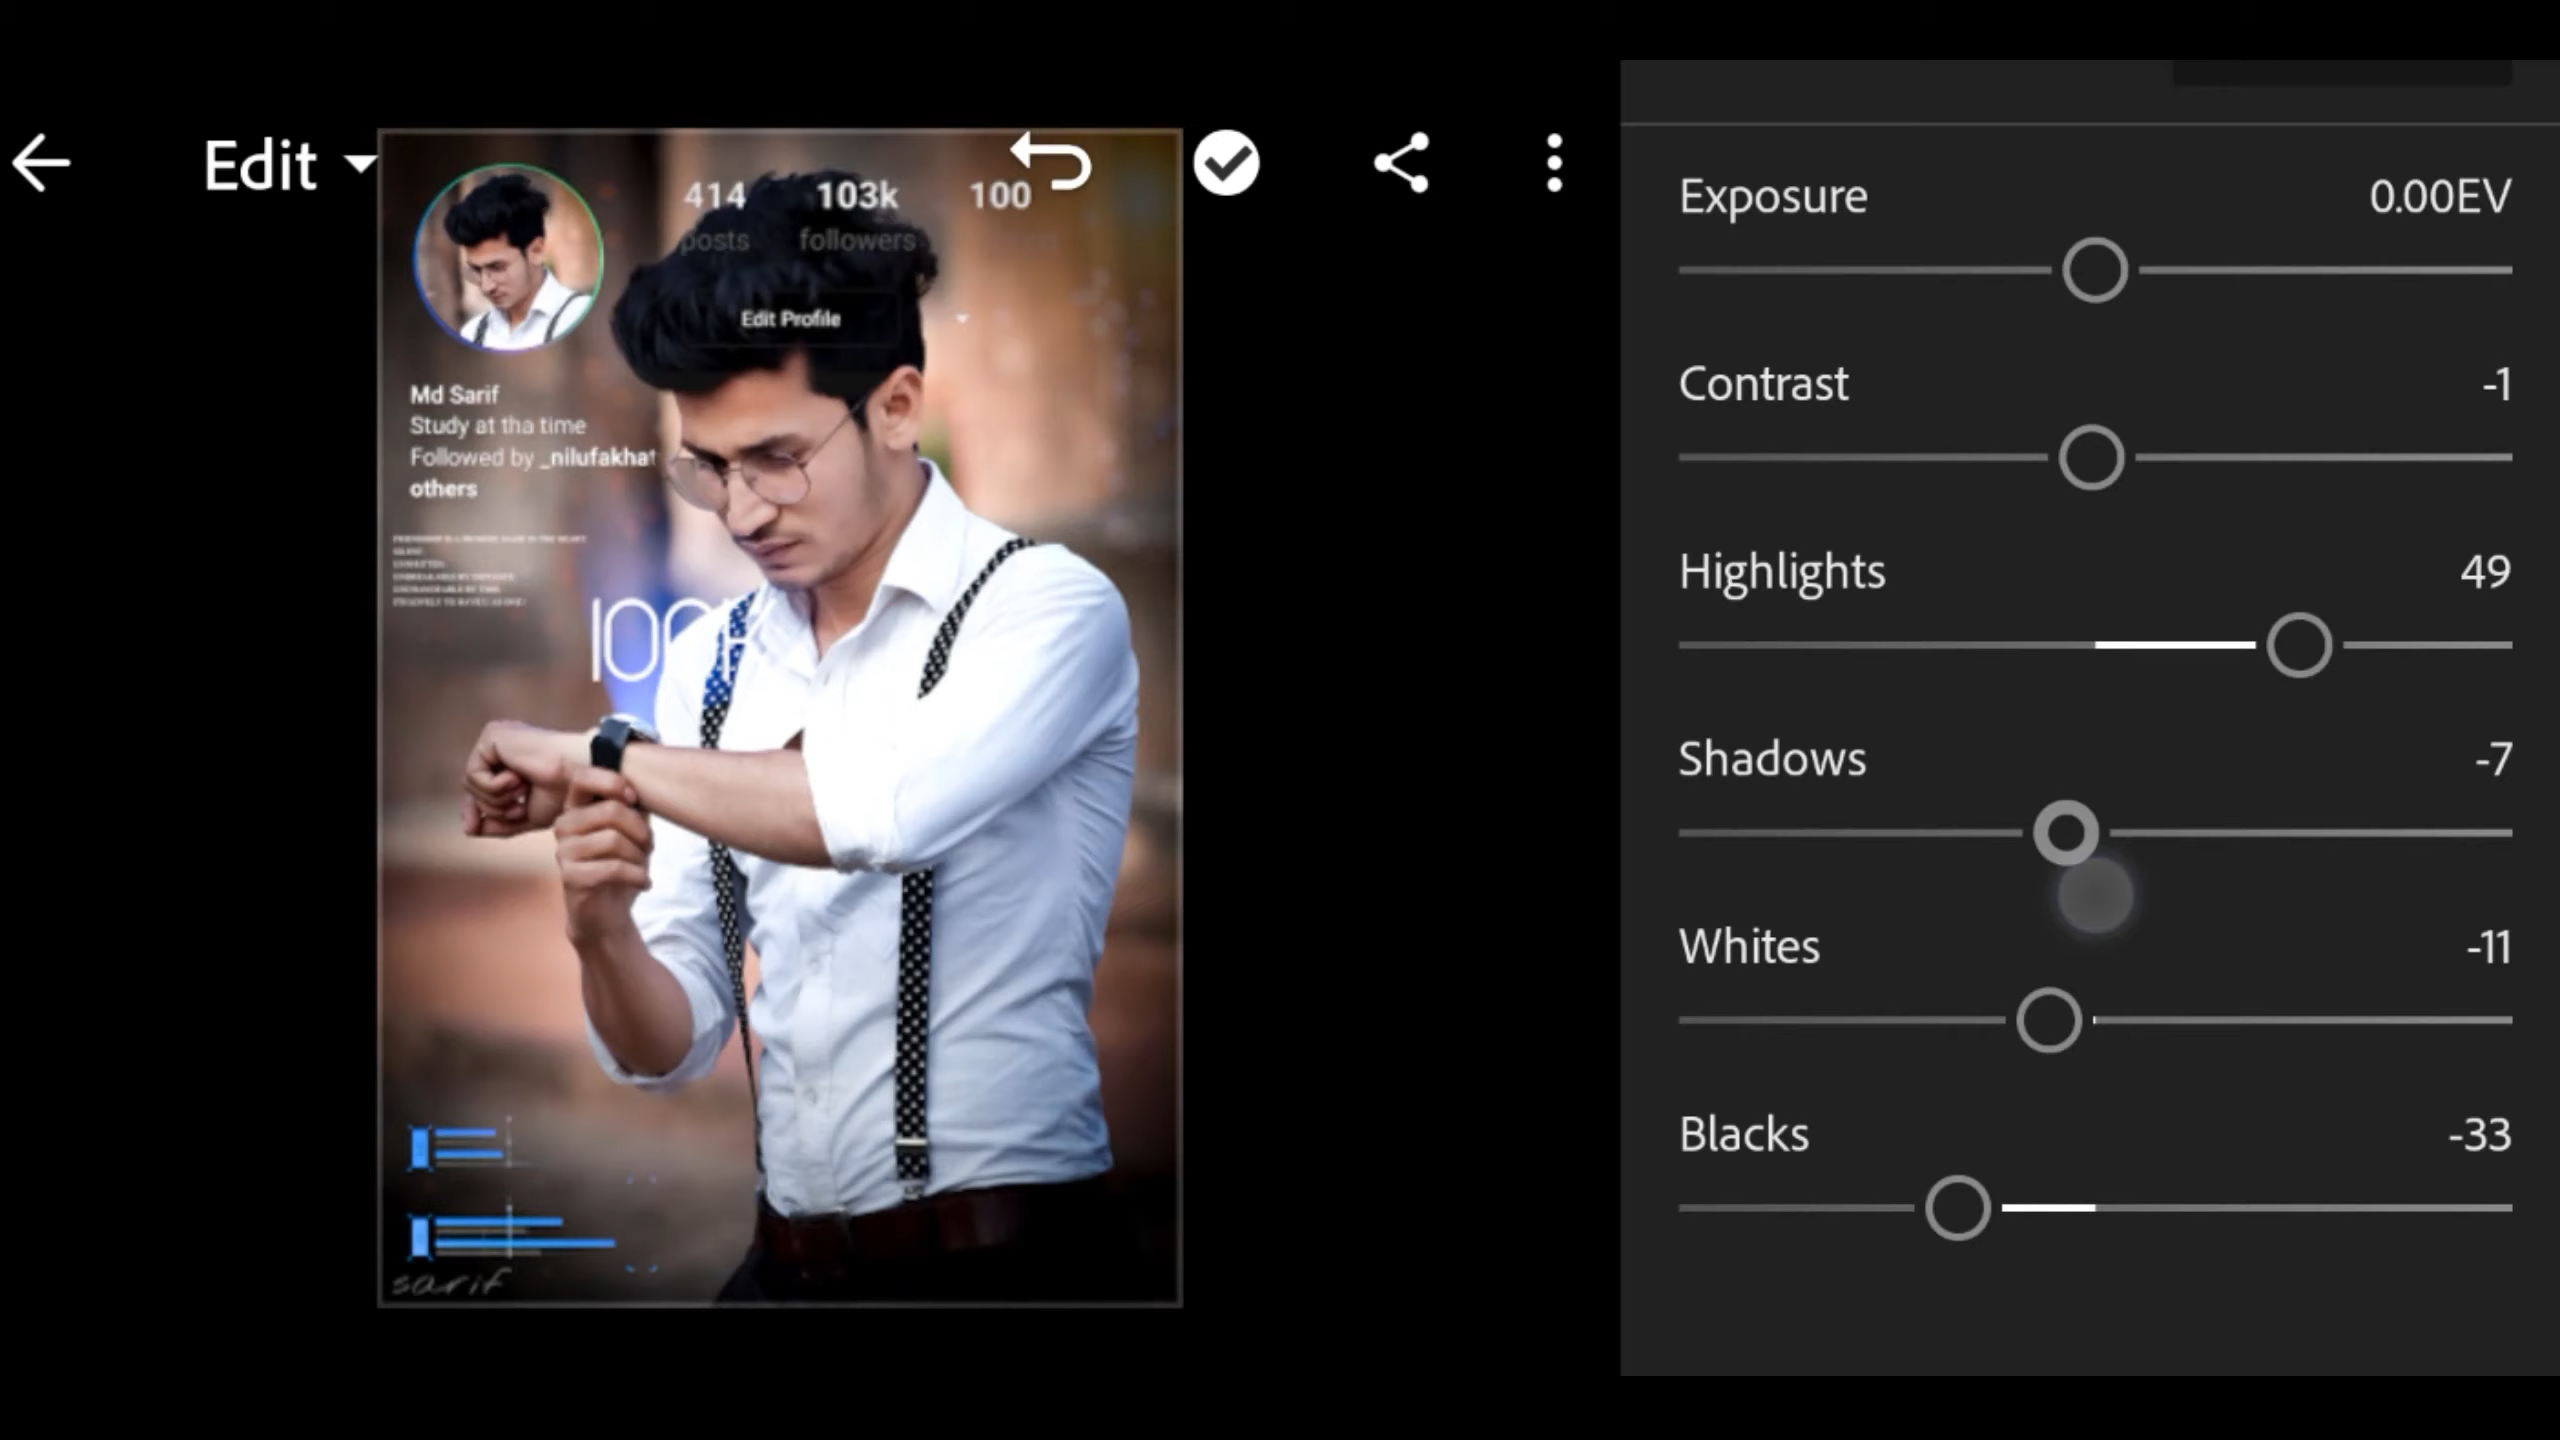 Edit
414 103k 100
posts followers
Edit Profile
Md Sarif
Study at tha time
Followed by _nilufakhat
others
100K
sarif
Exposure 0.00EV
Contrast -1
Highlights 49
Shadows -7
Whites -11
Blacks -33